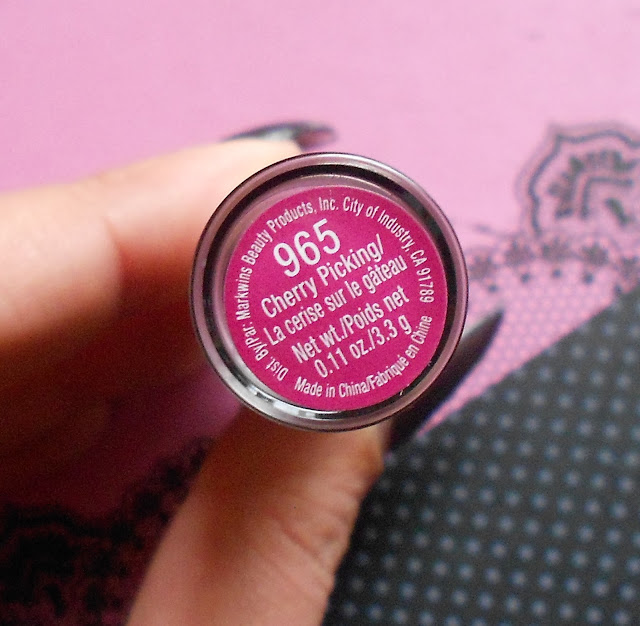 Dist. By/Par: Markwins Beauty Products, Inc. City of Industry, CA 91789
965
Cherry Picking/
La cerise sur le gâteau
Net wt./Poids net
0.11 oz./3.3 g
Made in China/Fabriqué en Chine